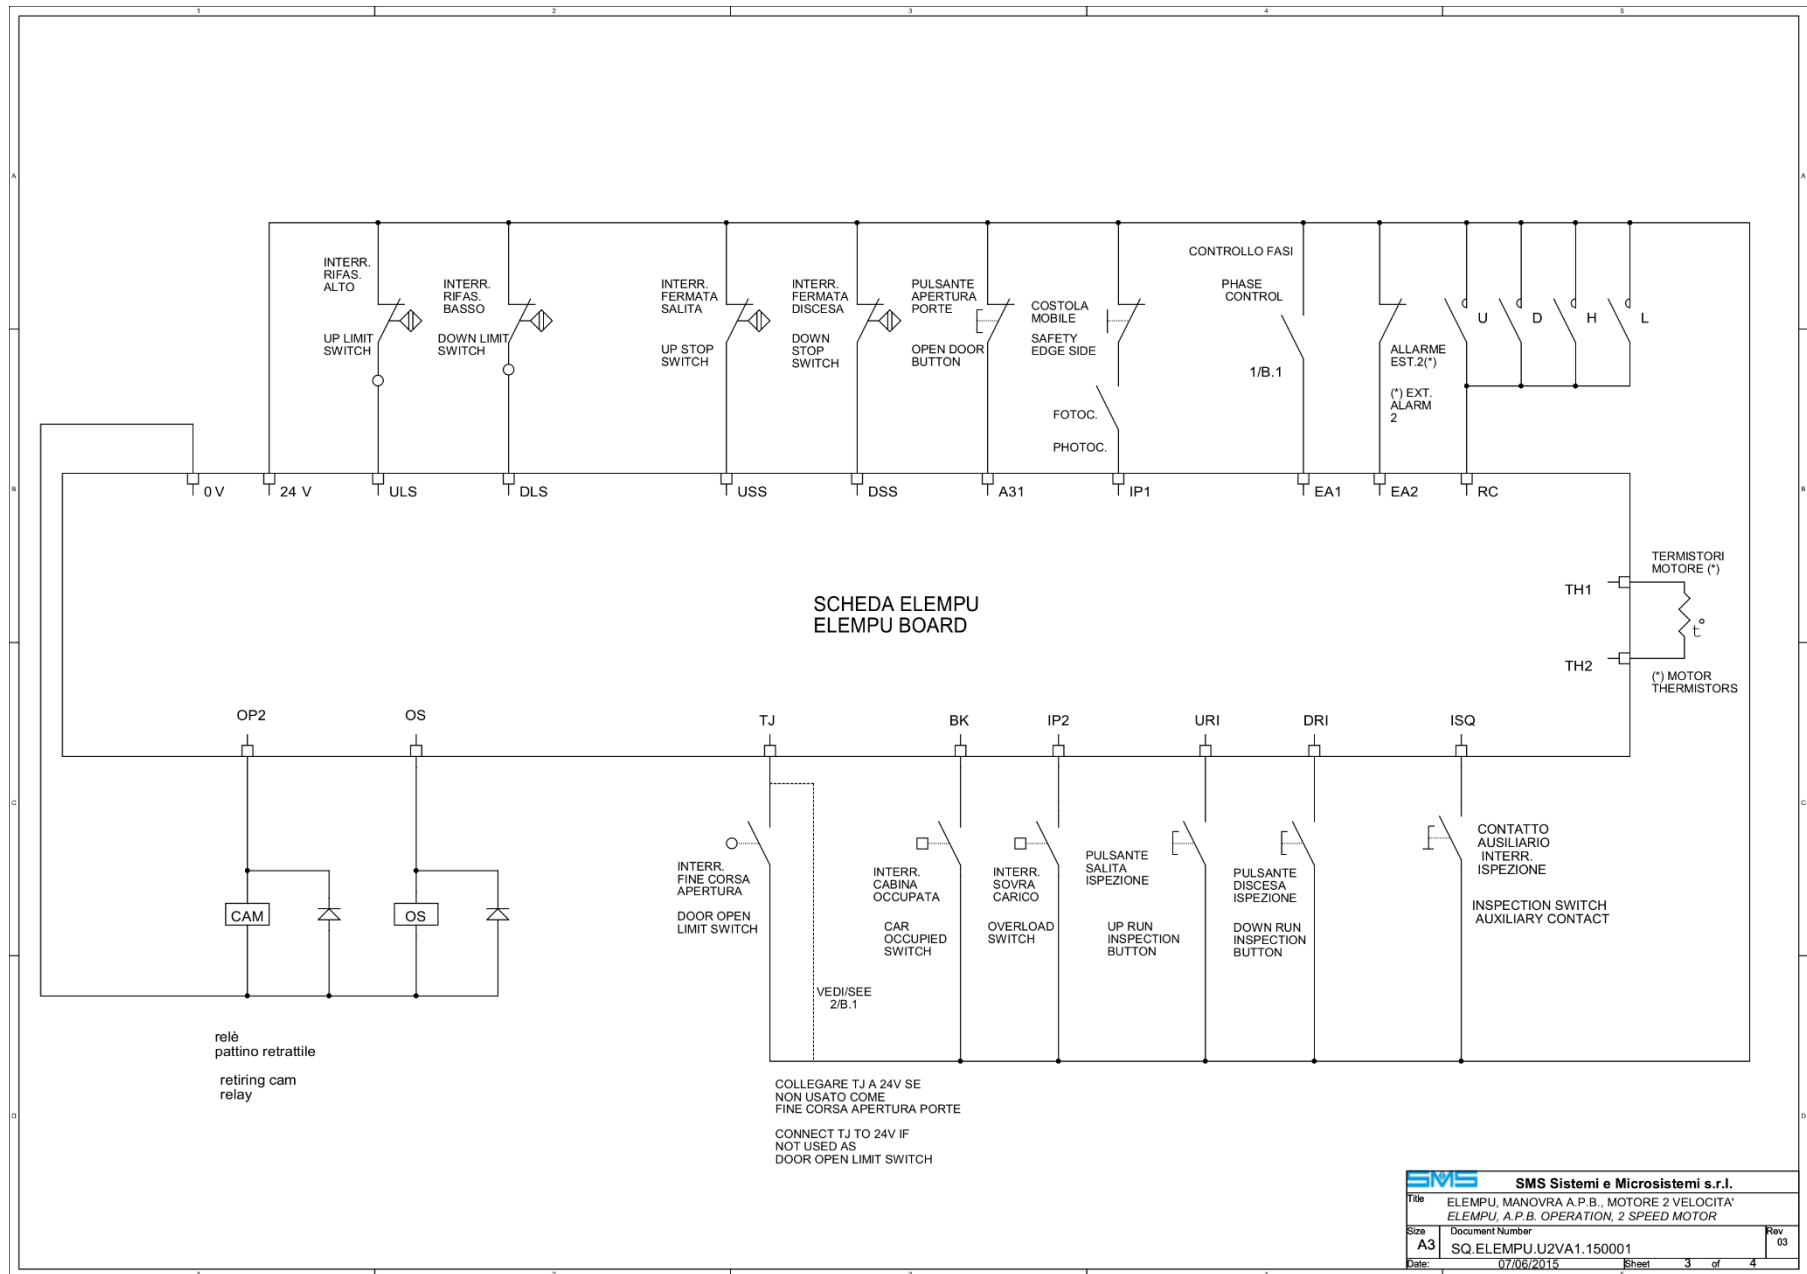 1
2
3
4
5
A
A
B
B
C
C
D
D
INTERR.
RIFAS.
ALTO
UP LIMIT
SWITCH
INTERR.
RIFAS.
BASSO
DOWN LIMIT
SWITCH
INTERR.
FERMATA
SALITA
UP STOP
SWITCH
INTERR.
FERMATA
DISCESA
DOWN
STOP
SWITCH
PULSANTE
APERTURA
PORTE
OPEN DOOR
BUTTON
COSTOLA
MOBILE
SAFETY
EDGE SIDE
FOTOC.
PHOTOC.
CONTROLLO FASI
PHASE
CONTROL
1/B.1
ALLARME
EST.2(*)
(*) EXT.
ALARM
2
U
D
H
L
0 V
24 V
ULS
DLS
USS
DSS
A31
IP1
EA1
EA2
RC
SCHEDA ELEMPU
ELEMPU BOARD
TH1
TH2
TERMISTORI
MOTORE (*)
t°
(*) MOTOR
THERMISTORS
OP2
OS
TJ
BK
IP2
URI
DRI
ISQ
CAM
OS
INTERR.
FINE CORSA
APERTURA
DOOR OPEN
LIMIT SWITCH
VEDI/SEE
2/B.1
INTERR.
CABINA
OCCUPATA
CAR
OCCUPIED
SWITCH
INTERR.
SOVRA
CARICO
OVERLOAD
SWITCH
PULSANTE
SALITA
ISPEZIONE
UP RUN
INSPECTION
BUTTON
PULSANTE
DISCESA
ISPEZIONE
DOWN RUN
INSPECTION
BUTTON
CONTATTO
AUSILIARIO
INTERR.
ISPEZIONE
INSPECTION SWITCH
AUXILIARY CONTACT
relè
pattino retrattile
retiring cam
relay
COLLEGARE TJ A 24V SE
NON USATO COME
FINE CORSA APERTURA PORTE
CONNECT TJ TO 24V IF
NOT USED AS
DOOR OPEN LIMIT SWITCH
SMS SMS Sistemi e Microsistemi s.r.l.
Title ELEMPU, MANOVRA A.P.B., MOTORE 2 VELOCITA'
ELEMPU, A.P.B. OPERATION, 2 SPEED MOTOR
Size Document Number Rev
A3 SQ.ELEMPU.U2VA1.150001 03
Date: 07/06/2015 Sheet 3 of 4